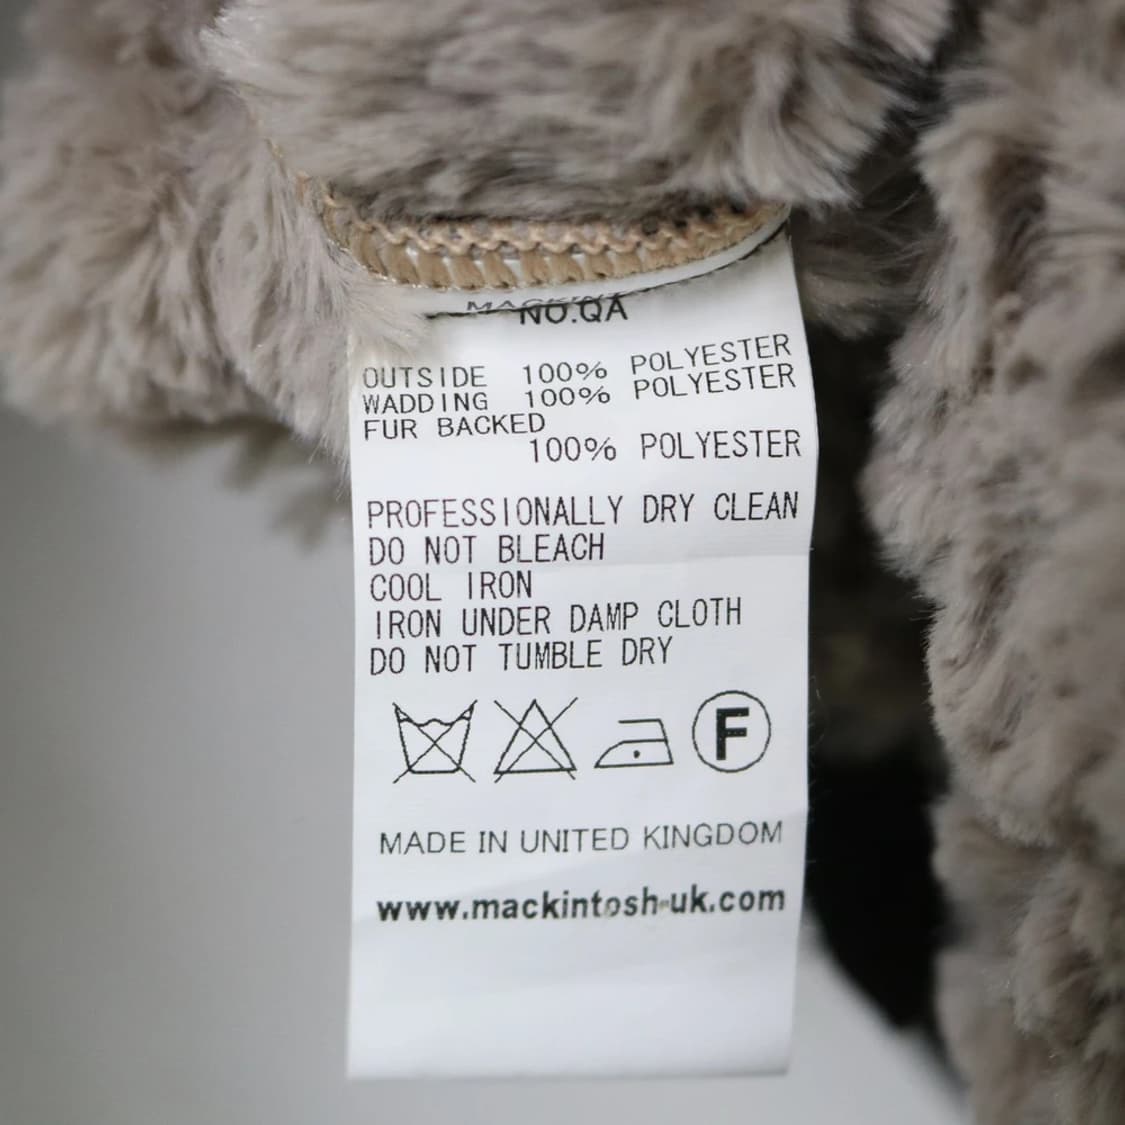 NO.QA
OUTSIDE 100% POLYESTER
WADDING 100% POLYESTER
FUR BACKED
100% POLYESTER
PROFESSIONALLY DRY CLEAN
DO NOT BLEACH
COOL IRON
IRON UNDER DAMP CLOTH
DO NOT TUMBLE DRY
F
MADE IN UNITED KINGDOM
www.mackintosh-uk.com